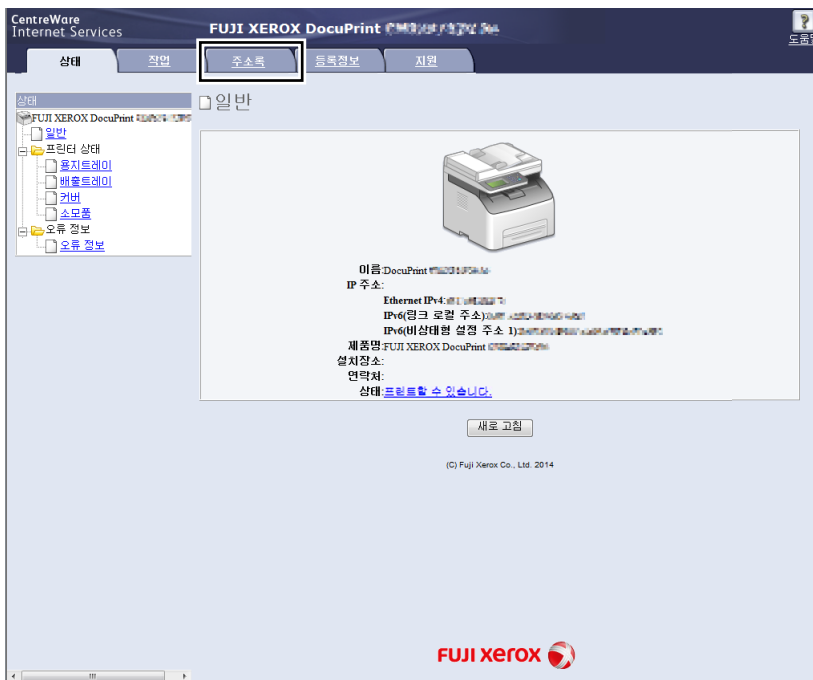 CentreWare
Internet Services
FUJI XEROX DocuPrint
?
도움말
상태 작업 주소록 등록정보 지원
상태
FUJI XEROX DocuPrint
일반
프린터 상태
용지트레이
배출트레이
커버
소모품
오류 정보
오류 정보
일반
이름:DocuPrint
IP 주소:
Ethernet IPv4:
IPv6(링크 로컬 주소):
IPv6(비상태형 설정 주소 1):
제품명:FUJI XEROX DocuPrint
설치장소:
연락처:
상태:프린트할 수 있습니다.
새로 고침
(C) Fuji Xerox Co., Ltd. 2014
FUJI xerox